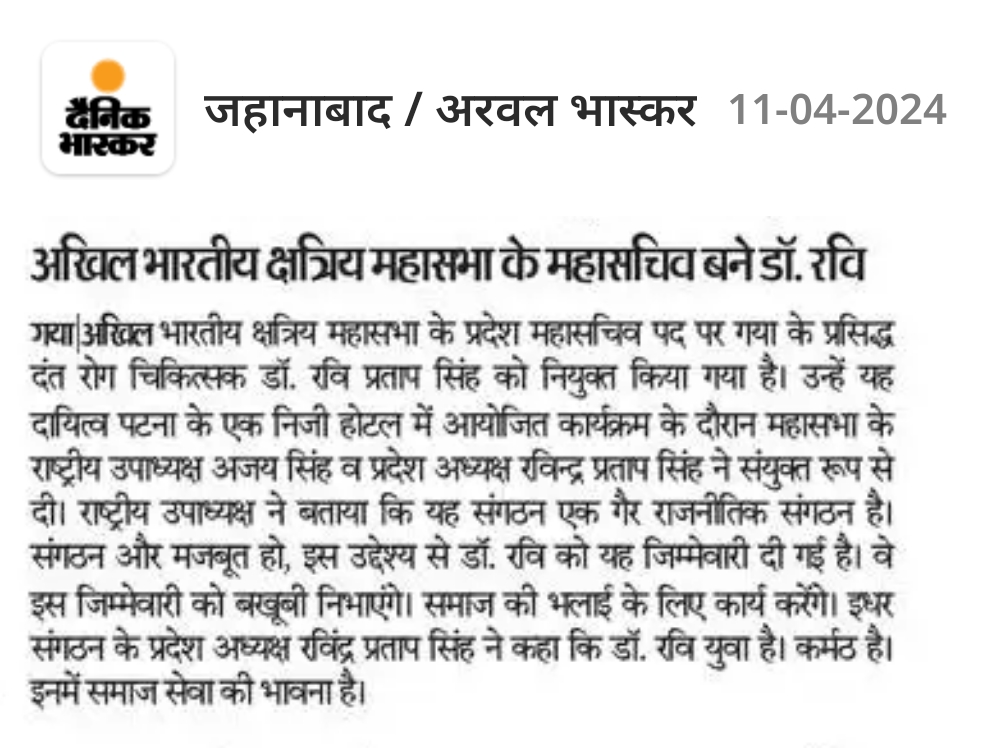 दैनिक
भास्कर
जहानाबाद / अरवल भास्कर 11-04-2024
अखिल भारतीय क्षत्रिय महासभा के महासचिव बने डॉ. रवि
गया|अखिल भारतीय क्षत्रिय महासभा के प्रदेश महासचिव पद पर गया के प्रसिद्ध
दंत रोग चिकित्सक डॉ. रवि प्रताप सिंह को नियुक्त किया गया है। उन्हें यह
दायित्व पटना के एक निजी होटल में आयोजित कार्यक्रम के दौरान महासभा के
राष्ट्रीय उपाध्यक्ष अजय सिंह व प्रदेश अध्यक्ष रविन्द्र प्रताप सिंह ने संयुक्त रूप से
दी। राष्ट्रीय उपाध्यक्ष ने बताया कि यह संगठन एक गैर राजनीतिक संगठन है।
संगठन और मजबूत हो, इस उद्देश्य से डॉ. रवि को यह जिम्मेवारी दी गई है। वे
इस जिम्मेवारी को बखूबी निभाएंगे। समाज की भलाई के लिए कार्य करेंगे। इधर
संगठन के प्रदेश अध्यक्ष रविंद्र प्रताप सिंह ने कहा कि डॉ. रवि युवा है। कर्मठ है।
इनमें समाज सेवा की भावना है।